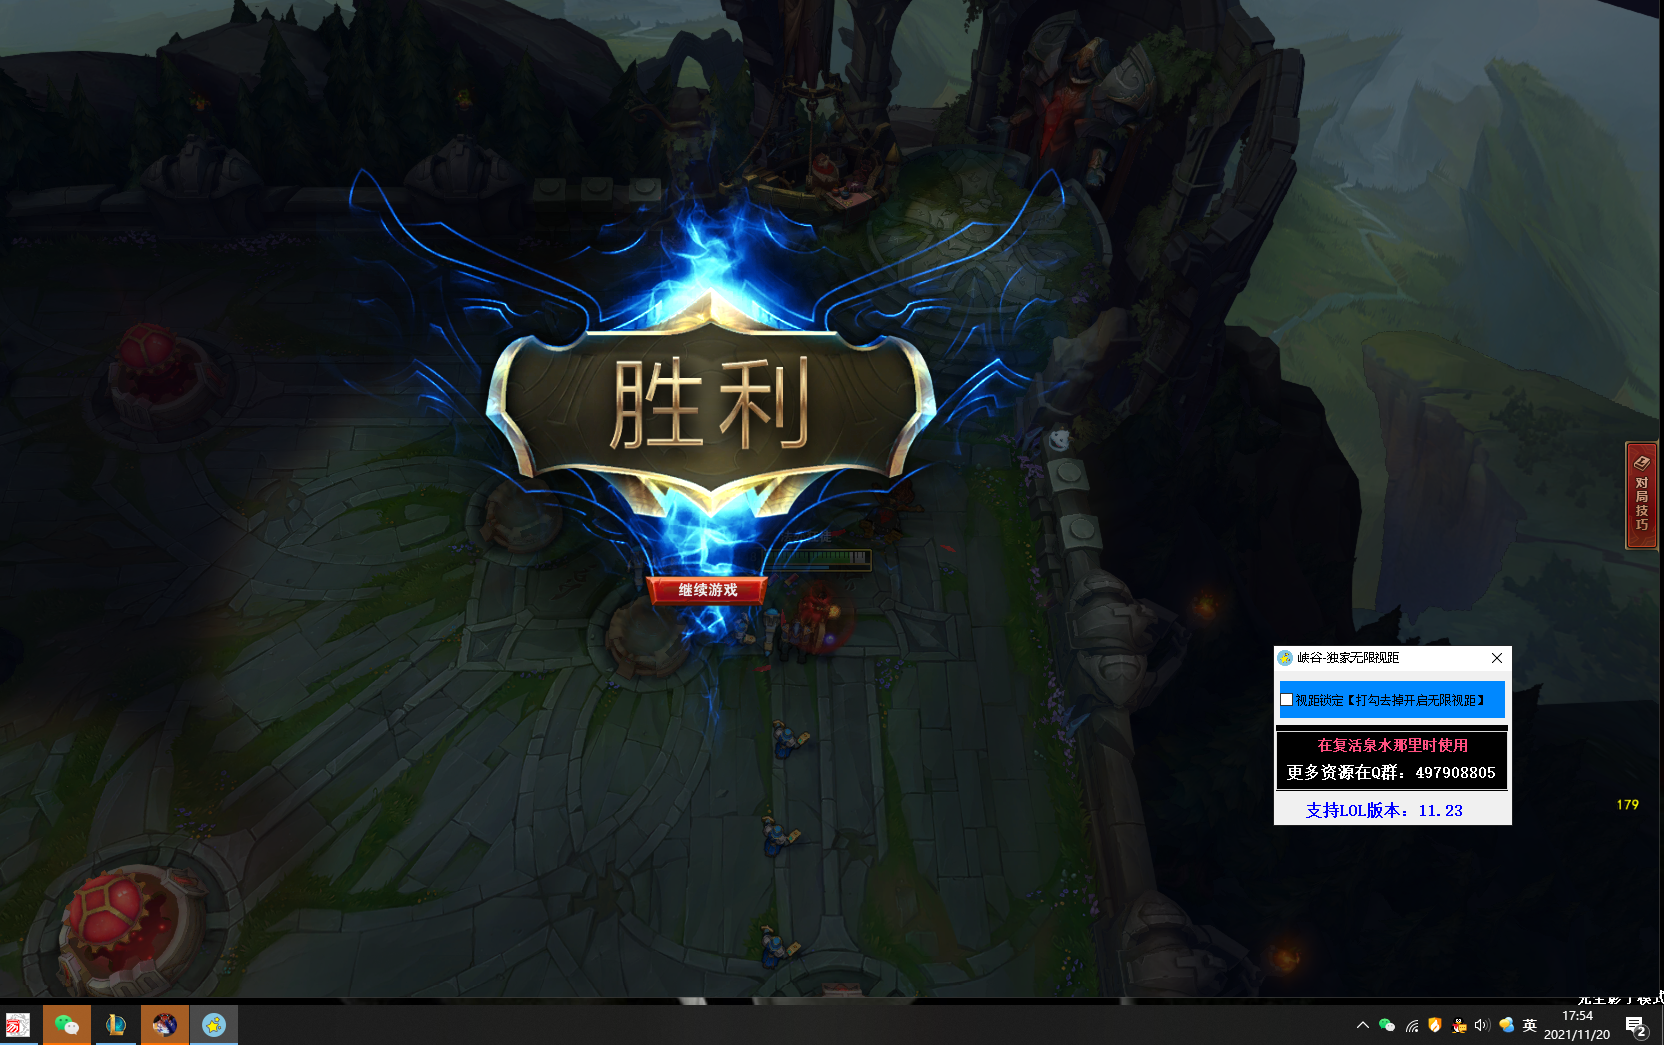 胜利
继续游戏
对局技巧
峡谷-独家无限视距
视距锁定【打勾去掉开启无限视距】
在复活泉水那里时使用
更多资源在Q群：497908805
支持LOL版本：11.23
179
英
17:54
2021/11/20
2